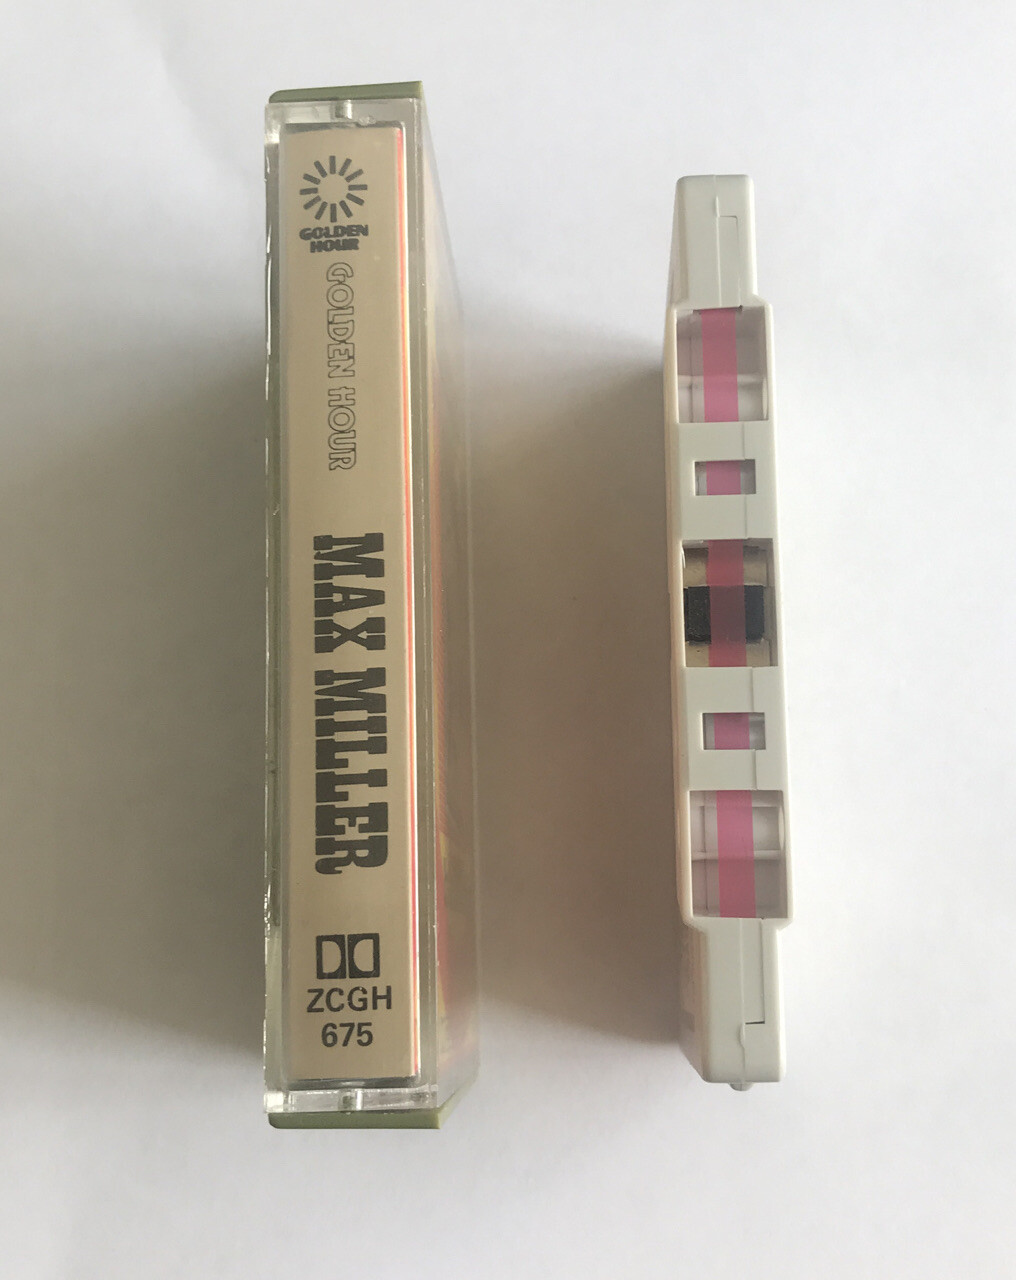 GOLDEN
HOUR
GOLDEN HOUR
MAX MILLER
ZCGH
675